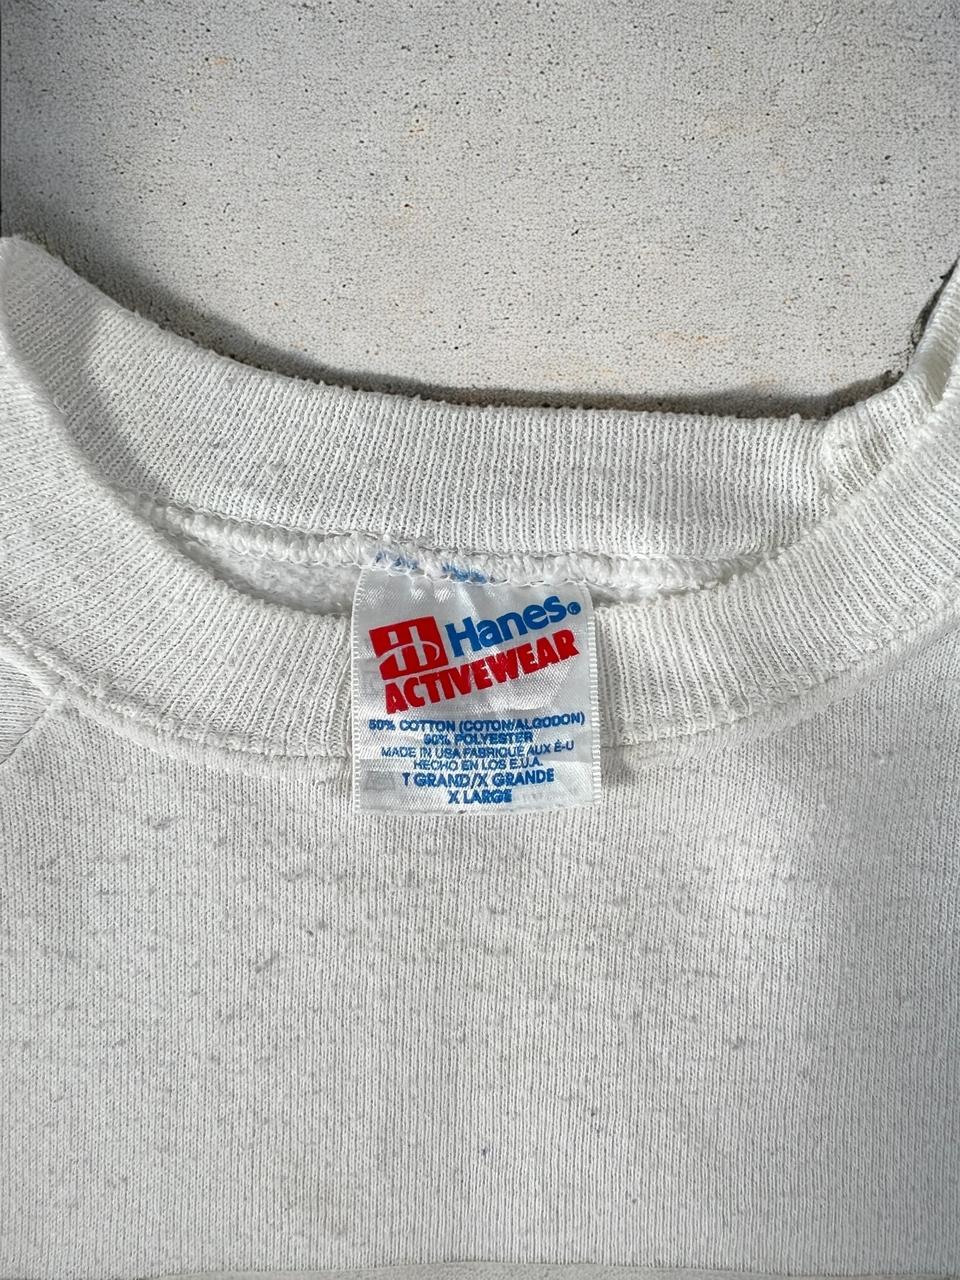 Hanes®
ACTIVEWEAR
50% COTTON (COTON/ALGODON)
50% POLYESTER
MADE IN USA FABRIQUE AUX É-U
HECHO EN LOS E.U.A.
T GRAND/X GRANDE
X LARGE